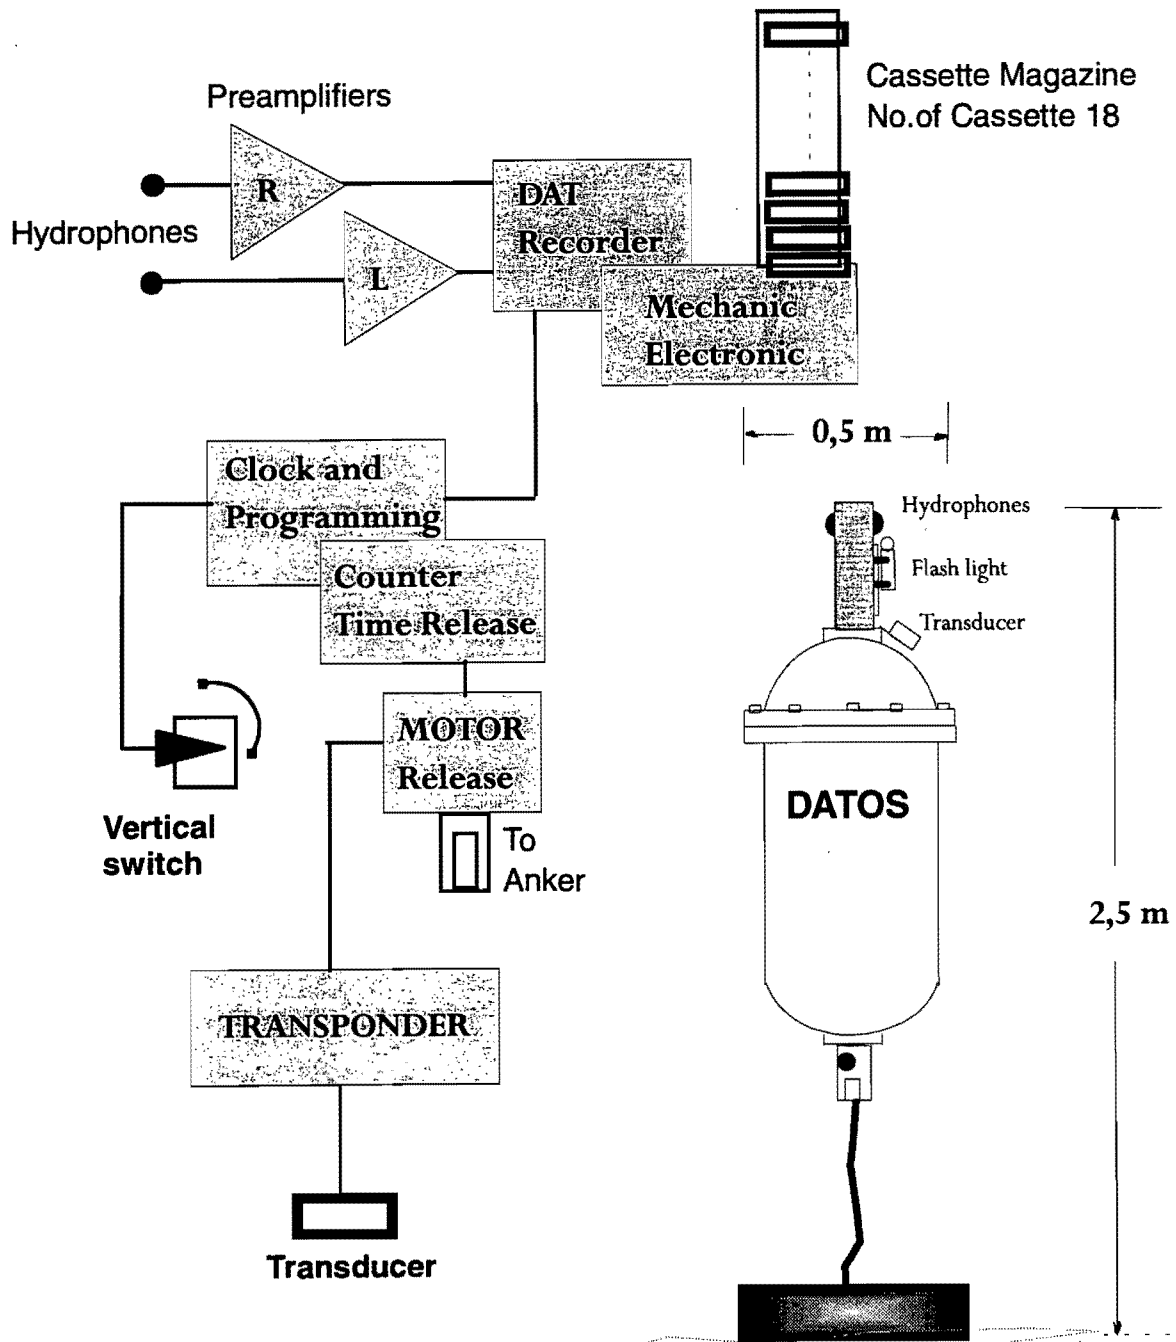 Cassette Magazine
No.of Cassette 18
Preamplifiers
R
Hydrophones
L
DAT
Recorder
Mechanic
Electronic
0,5 m
Clock and
Programming
Counter
Time Release
Hydrophones
Flash light
Transducer
MOTOR
Release
To
Anker
Vertical
switch
DATOS
2,5 m
TRANSPONDER
Transducer